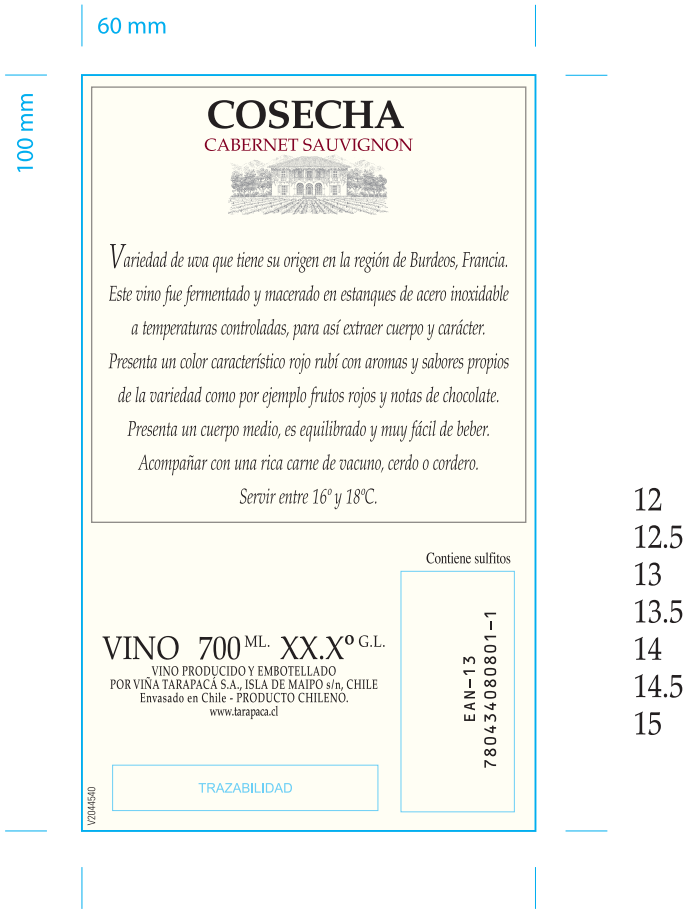 60 mm
100 mm
COSECHA
CABERNET SAUVIGNON
Variedad de uva que tiene su origen en la región de Burdeos, Francia.
Este vino fue fermentado y macerado en estanques de acero inoxidable
a temperaturas controladas, para así extraer cuerpo y carácter.
Presenta un color característico rojo rubí con aromas y sabores propios
de la variedad como por ejemplo frutos rojos y notas de chocolate.
Presenta un cuerpo medio, es equilibrado y muy fácil de beber.
Acompañar con una rica carne de vacuno, cerdo o cordero.
Servir entre 16º y 18ºC.
Contiene sulfitos
VINO 700 ML. XX.Xº G.L.
VINO PRODUCIDO Y EMBOTELLADO
POR VIÑA TARAPACÁ S.A., ISLA DE MAIPO s/n, CHILE
Envasado en Chile - PRODUCTO CHILENO.
www.tarapaca.cl
EAN-13
780434080801-1
TRAZABILIDAD
V2044540
12
12.5
13
13.5
14
14.5
15